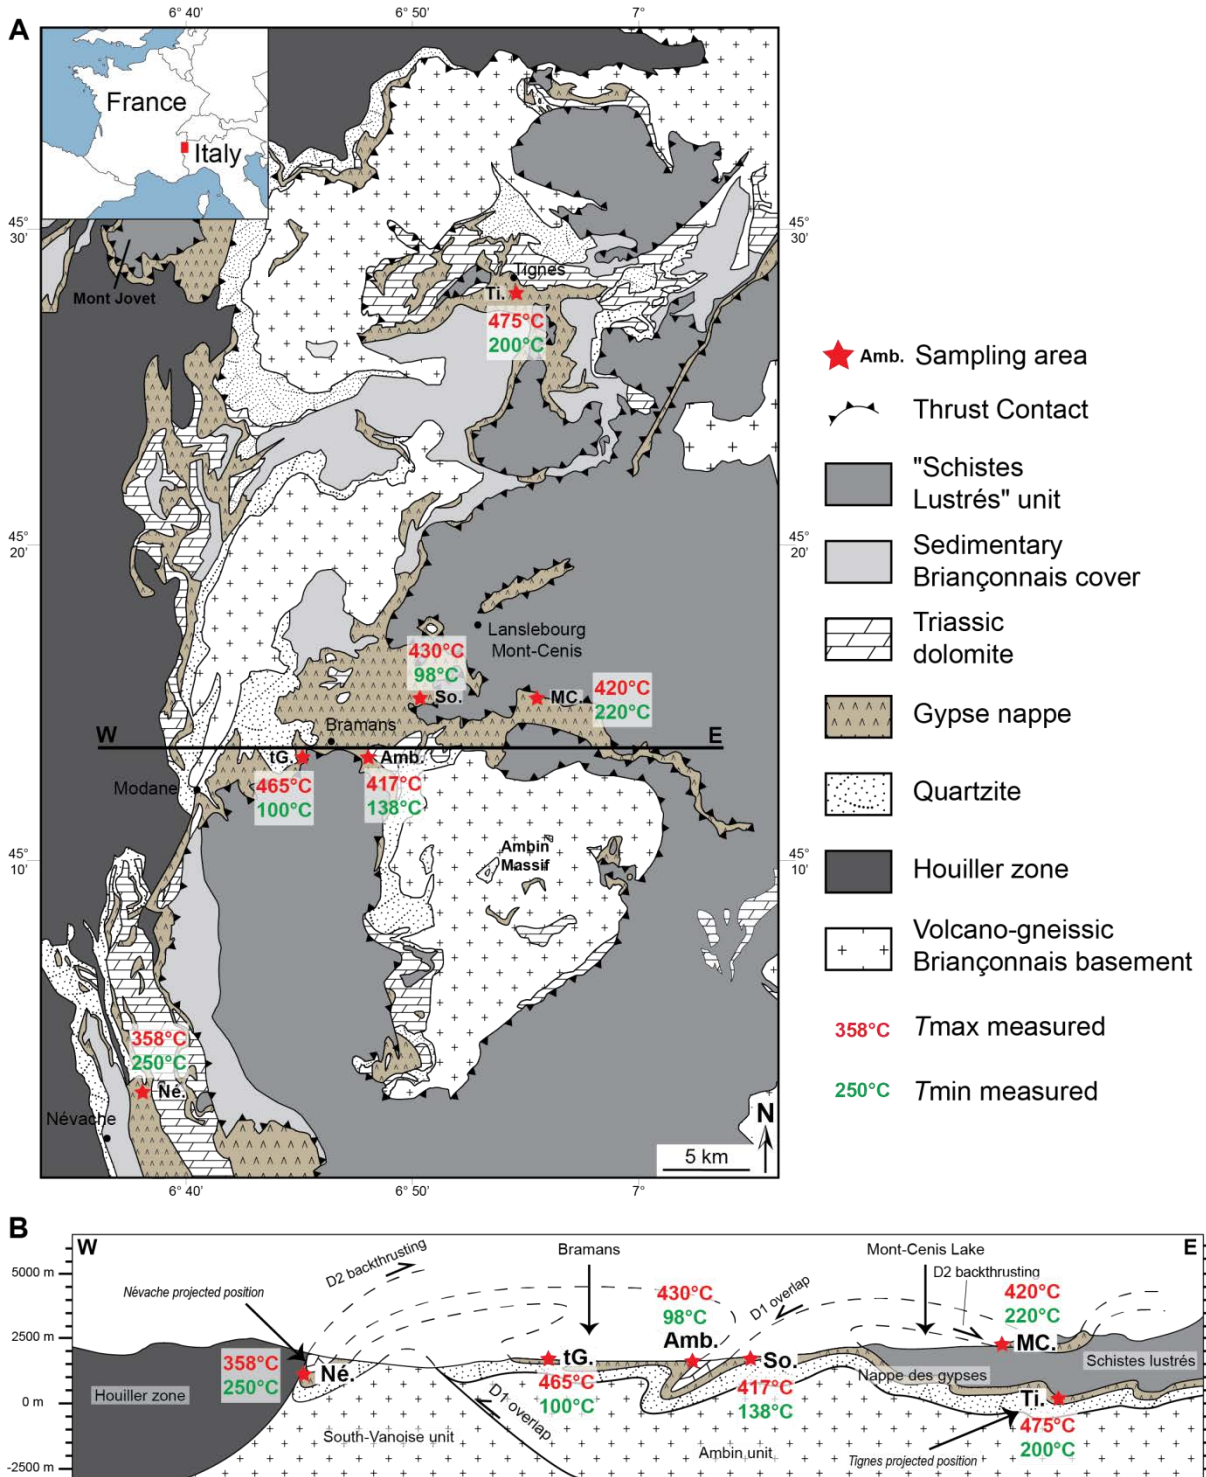 A
6° 40'
6° 50'
7°
France
Italy
45°
30'
45°
30'
Mont Jovet
Tignes
Ti.
475°C
200°C
45°
20'
45°
20'
Lanslebourg
Mont-Cenis
430°C
98°C
So.
MC.
420°C
220°C
Bramans
W
E
tG.
Amb.
Modane
465°C
100°C
417°C
138°C
Ambin
Massif
45°
10'
45°
10'
358°C
250°C
Né.
Névache
N
5 km
6° 40'
6° 50'
7°
Amb. Sampling area
Thrust Contact
"Schistes
Lustrés" unit
Sedimentary
Briançonnais cover
Triassic
dolomite
Gypse nappe
Quartzite
Houiller zone
Volcano-gneissic
Briançonnais basement
358°C Tmax measured
250°C Tmin measured
B
W
E
5000 m
2500 m
0 m
-2500 m
Névache projected position
D2 backthrusting
Bramans
Mont-Cenis Lake
D2 backthrusting
430°C
98°C
Amb.
D1 overlap
420°C
220°C
MC.
358°C
250°C
Né.
tG.
465°C
100°C
So.
417°C
138°C
Nappe des gypses
Schistes lustrés
Houiller zone
D1 overlap
Ti.
475°C
200°C
South-Vanoise unit
Ambin unit
Tignes projected position